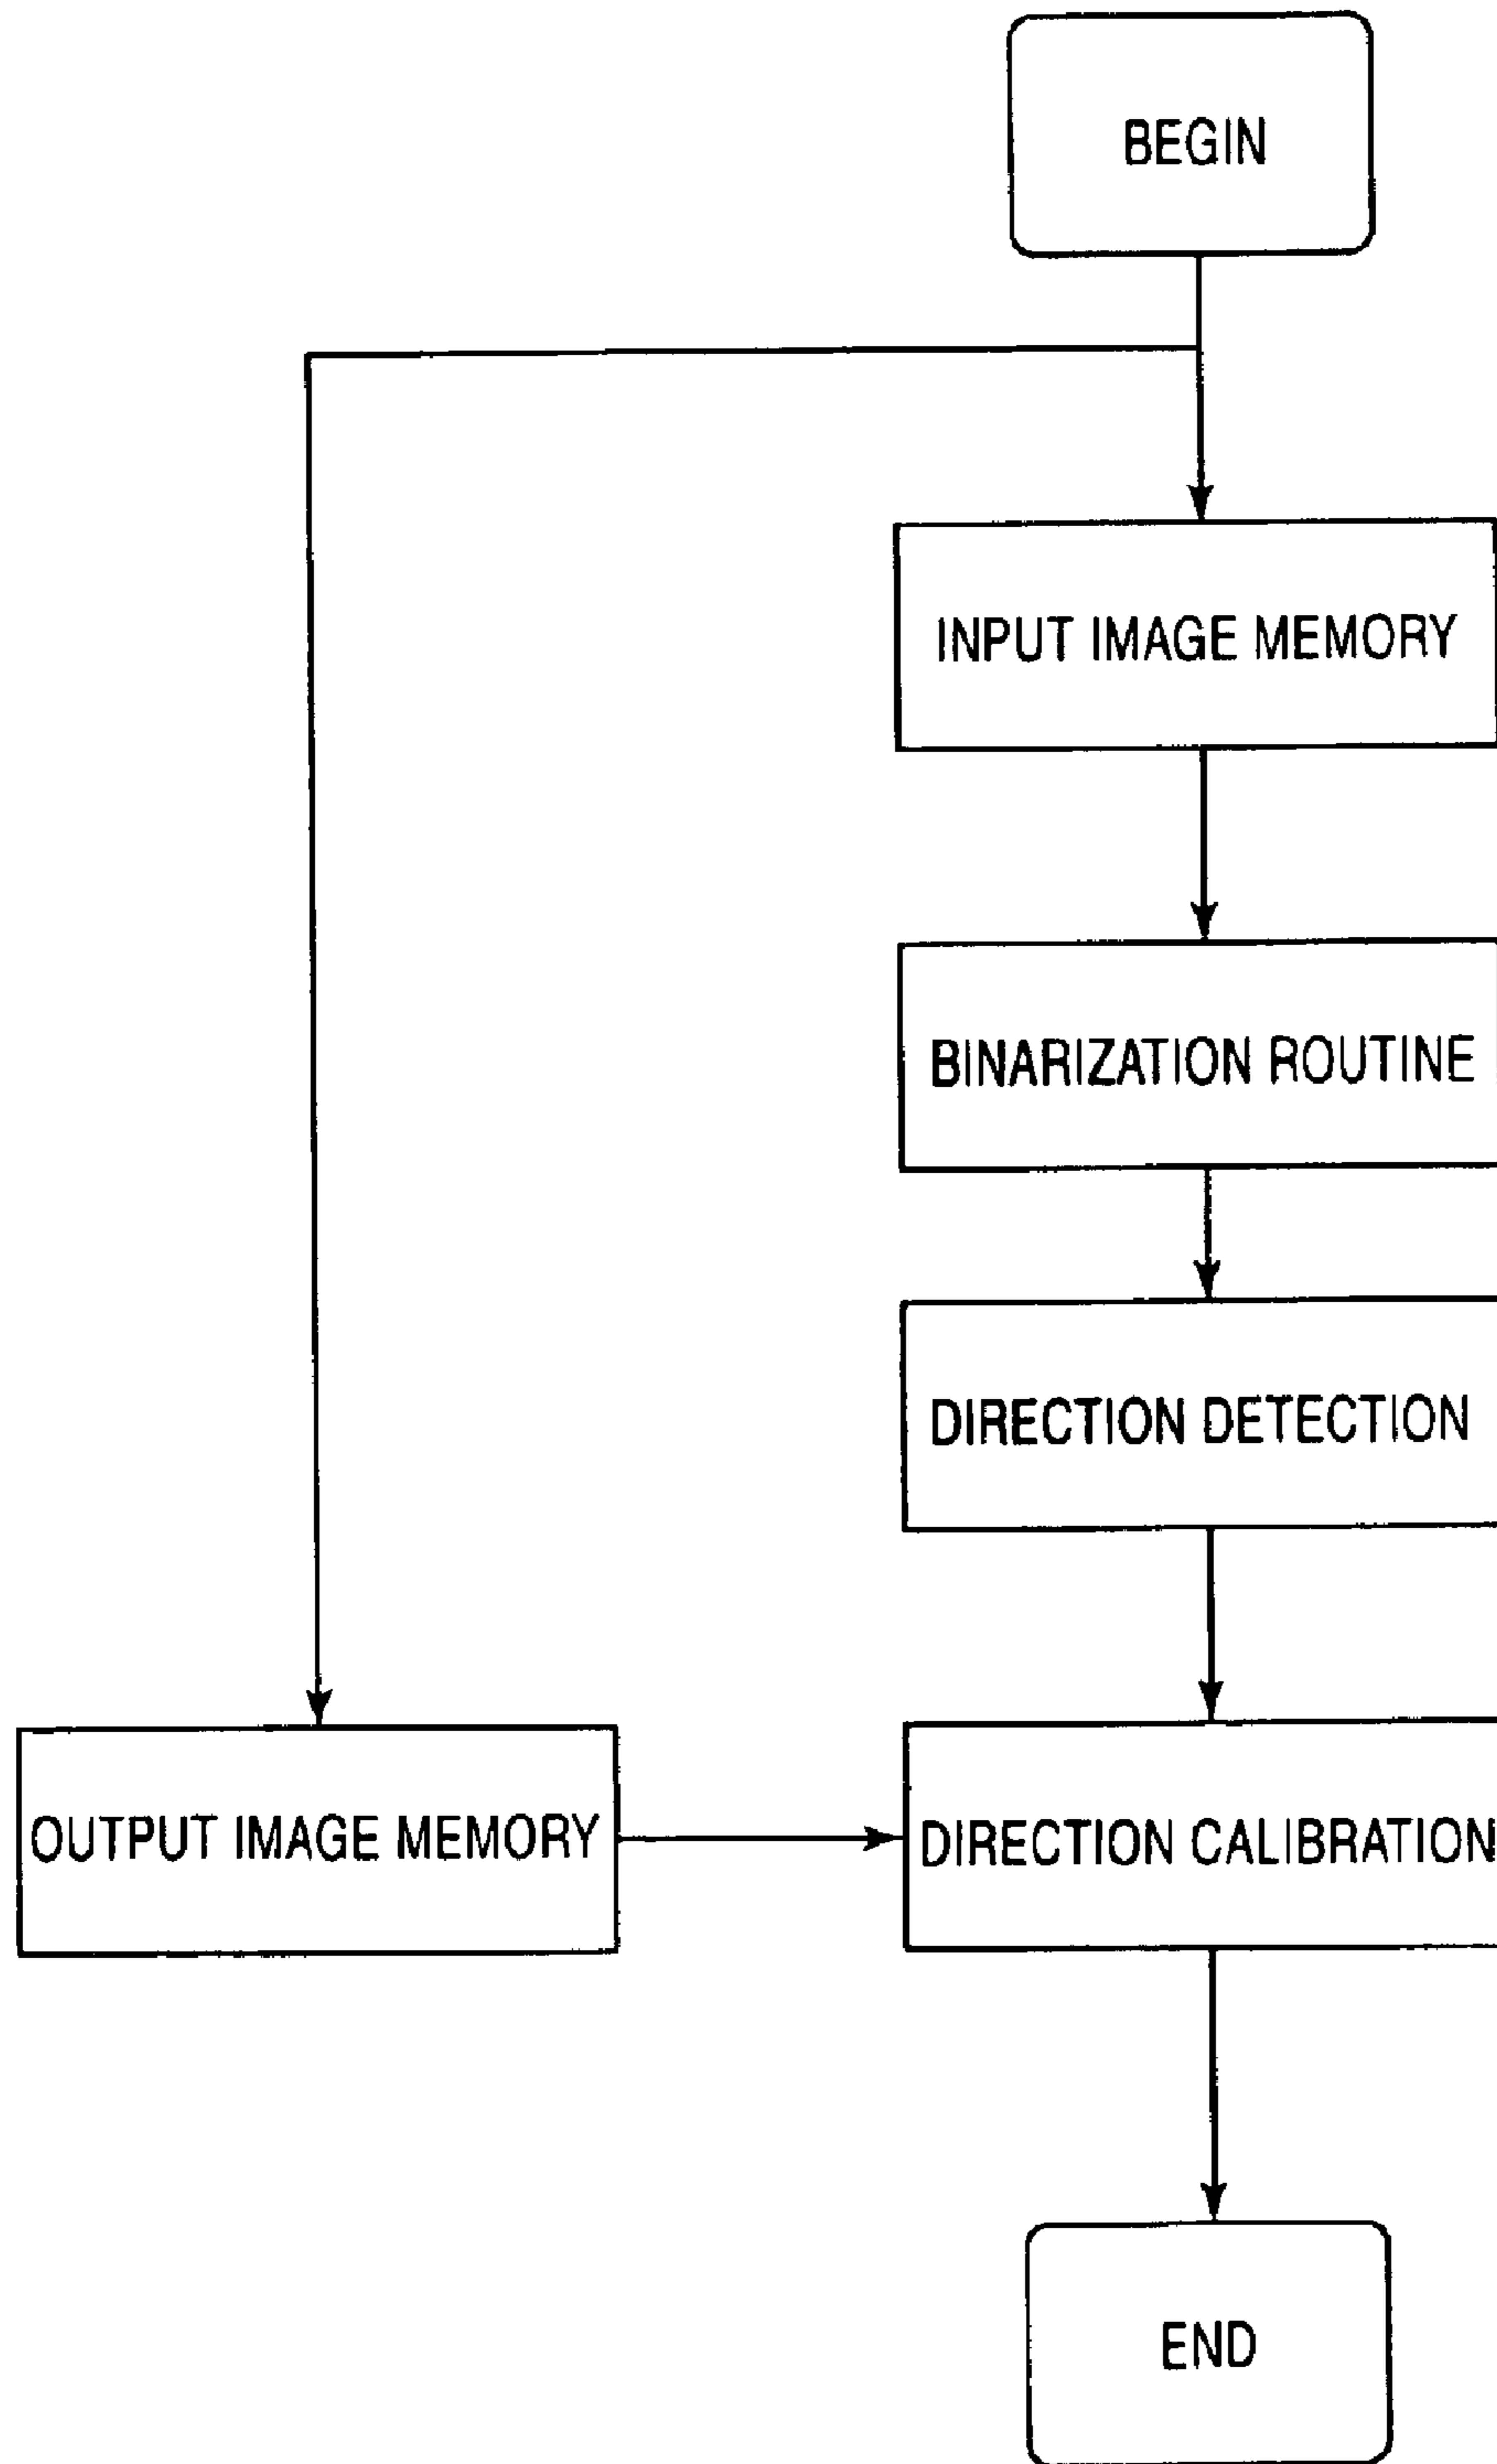 BEGIN
INPUT IMAGE MEMORY
BINARIZATION ROUTINE
DIRECTION DETECTION
OUTPUT IMAGE MEMORY
DIRECTION CALIBRATION
END